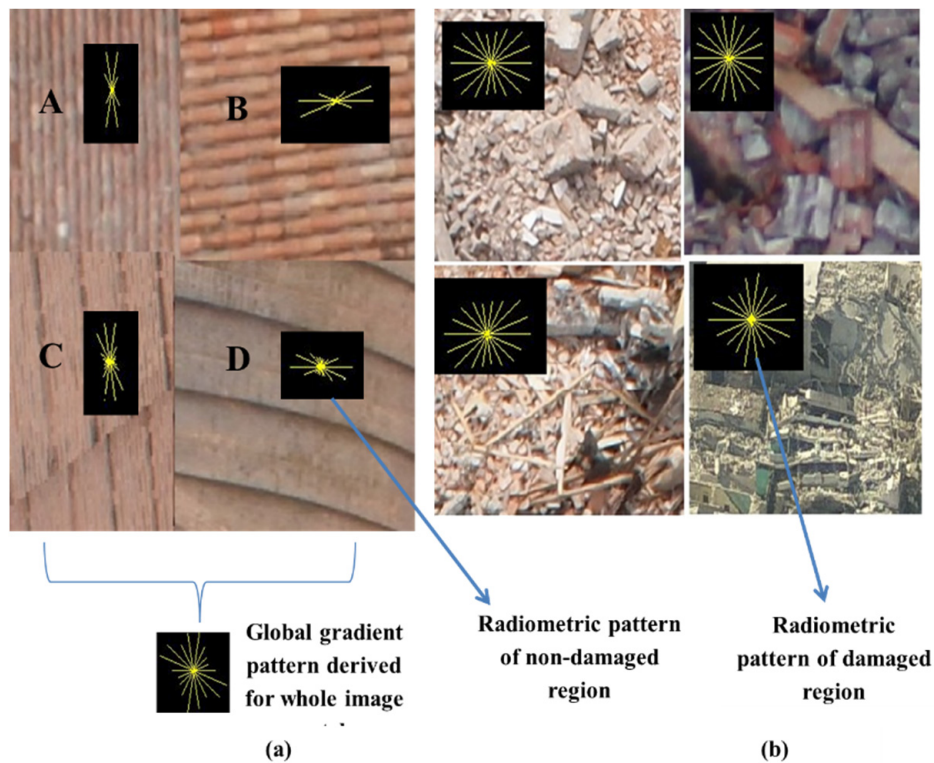 A
B
C
D
Global gradient
pattern derived
for whole image
Radiometric pattern
of non-damaged
region
Radiometric
pattern of damaged
region
(a)
(b)